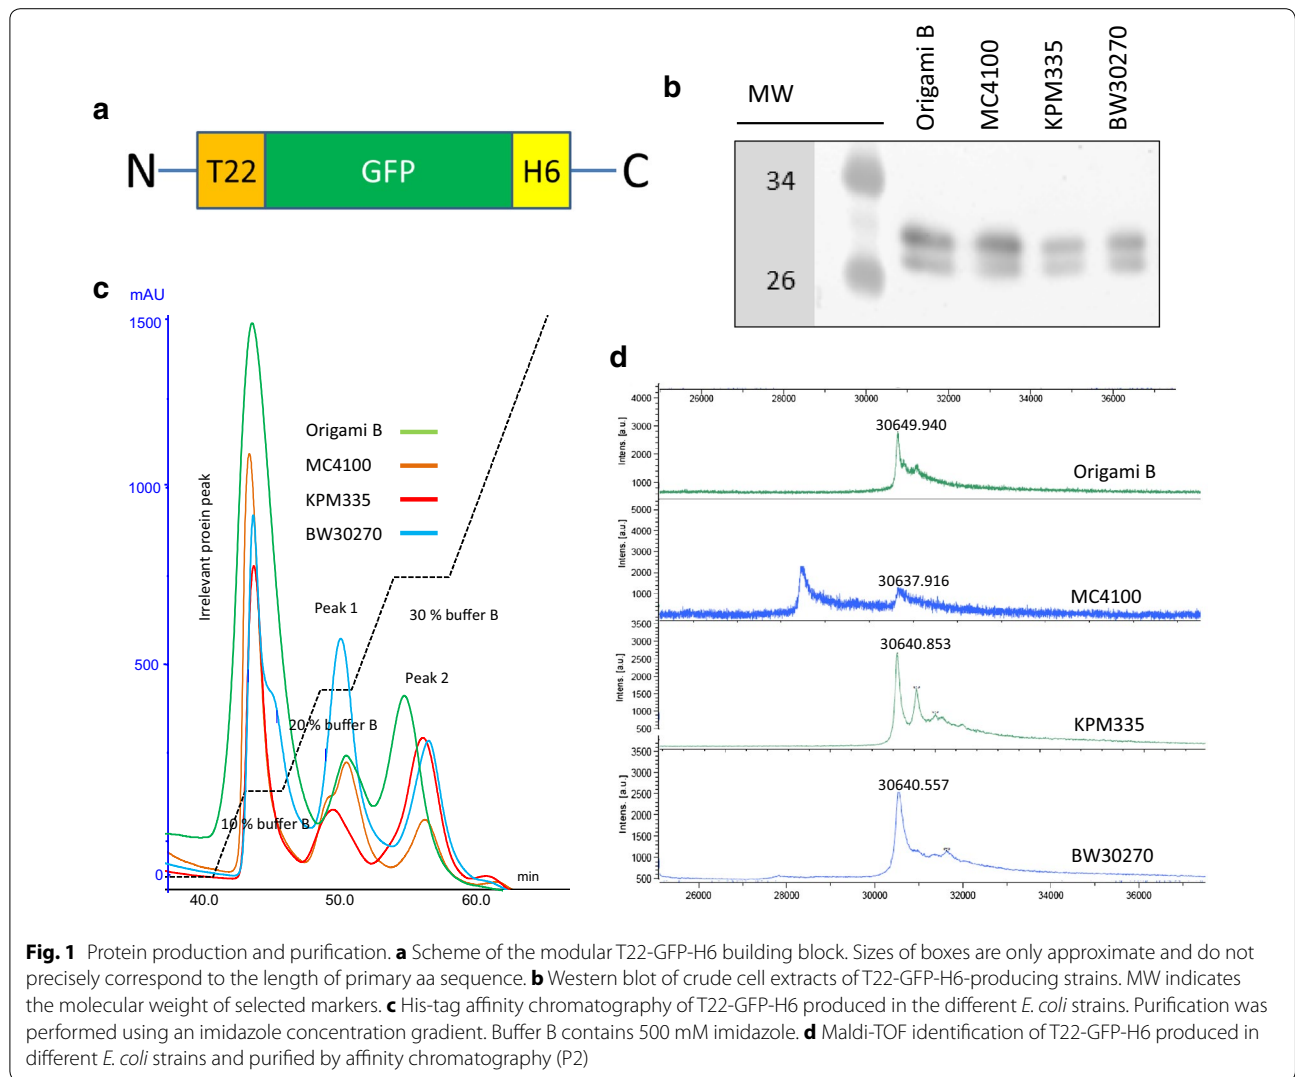 a
N T22 GFP H6 C
b
MW
Origami B
MC4100
KPM335
BW30270
34
26
c
mAU
1500
1000
500
0
Irrelevant proein peak
Origami B
MC4100
KPM335
BW30270
Peak 1
Peak 2
10 % buffer B
20 % buffer B
30 % buffer B
min
40.0 50.0 60.0
d
26000 28000 30000 32000 34000 36000
Intens. [a.u.]
4000
3000
2000
1000
30649.940
Origami B
Intens. [a.u.]
5000
4000
3000
2000
1000
0
30637.916
MC4100
Intens. [a.u.]
3500
3000
2500
2000
1500
1000
500
30640.853
KPM335
Intens. [a.u.]
3500
3000
2500
2000
1500
1000
500
30640.557
BW30270
26000 28000 30000 32000 34000 36000
Fig. 1 Protein production and purification. a Scheme of the modular T22-GFP-H6 building block. Sizes of boxes are only approximate and do not
precisely correspond to the length of primary aa sequence. b Western blot of crude cell extracts of T22-GFP-H6-producing strains. MW indicates
the molecular weight of selected markers. c His-tag affinity chromatography of T22-GFP-H6 produced in the different E. coli strains. Purification was
performed using an imidazole concentration gradient. Buffer B contains 500 mM imidazole. d Maldi-TOF identification of T22-GFP-H6 produced in
different E. coli strains and purified by affinity chromatography (P2)